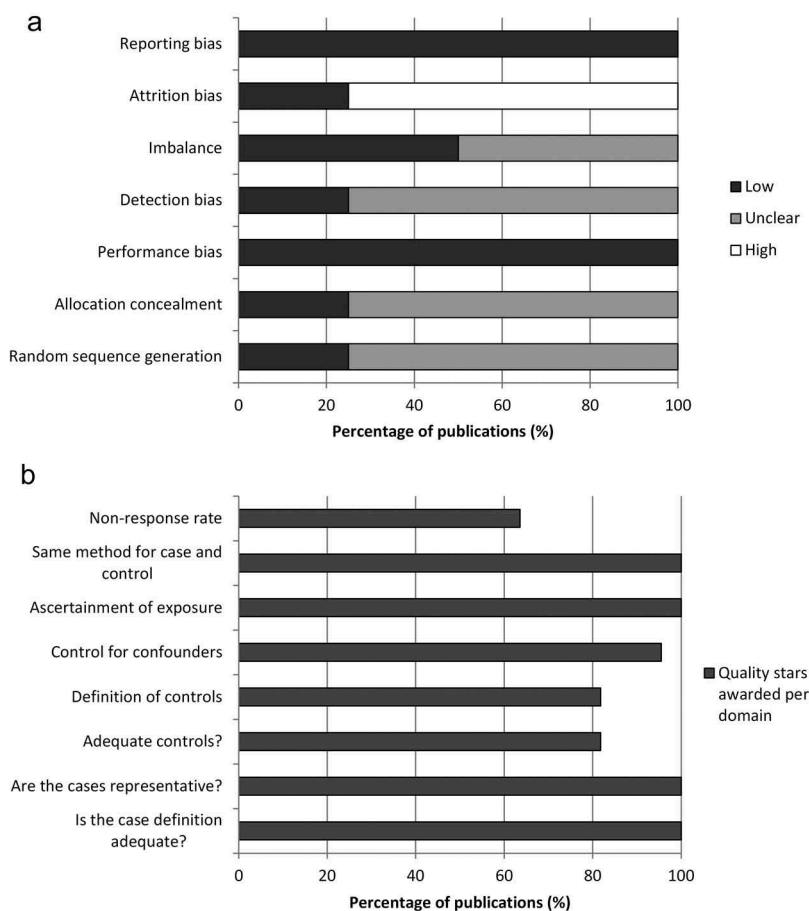 a
Reporting bias
Attrition bias
Imbalance
Detection bias
Performance bias
Allocation concealment
Random sequence generation
0 20 40 60 80 100
Percentage of publications (%)
Low
Unclear
High
b
Non-response rate
Same method for case and
control
Ascertainment of exposure
Control for confounders
Definition of controls
Adequate controls?
Are the cases representative?
Is the case definition
adequate?
0 20 40 60 80 100
Percentage of publications (%)
Quality stars
awarded per
domain